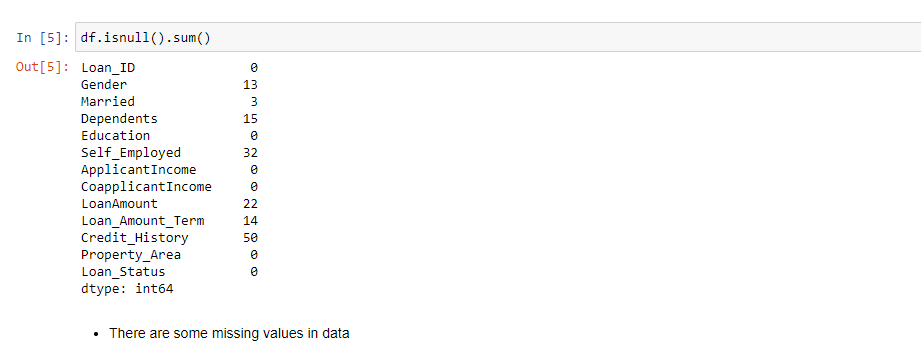 In [5]: df.isnull().sum()
Out[5]: Loan_ID 0
Gender 13
Married 3
Dependents 15
Education 0
Self_Employed 32
ApplicantIncome 0
CoapplicantIncome 0
LoanAmount 22
Loan_Amount_Term 14
Credit_History 50
Property_Area 0
Loan_Status 0
dtype: int64
• There are some missing values in data